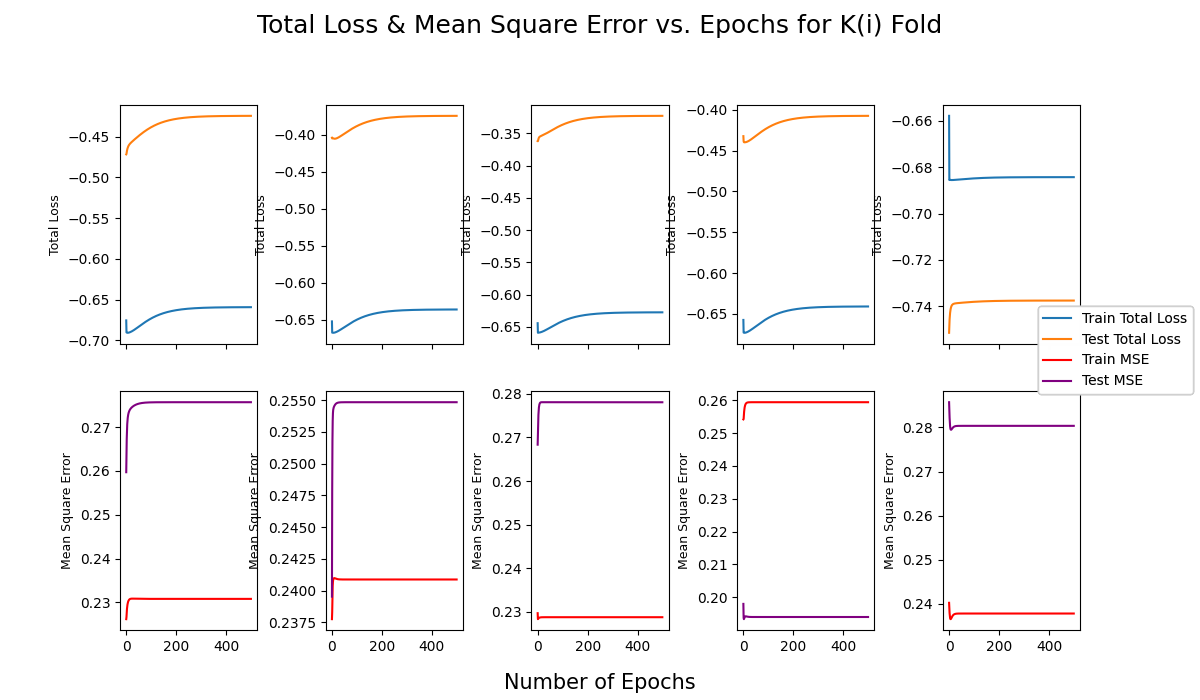 Total Loss & Mean Square Error vs. Epochs for K(i) Fold
Total Loss
−0.45
−0.50
−0.55
−0.60
−0.65
−0.70
Total Loss
−0.40
−0.45
−0.50
−0.55
−0.60
−0.65
Total Loss
−0.35
−0.40
−0.45
−0.50
−0.55
−0.60
−0.65
Total Loss
−0.40
−0.45
−0.50
−0.55
−0.60
−0.65
Total Loss
−0.66
−0.68
−0.70
−0.72
−0.74
Train Total Loss
Test Total Loss
Train MSE
Test MSE
Mean Square Error
0.27
0.26
0.25
0.24
0.23
0 200 400
Mean Square Error
0.2550
0.2525
0.2500
0.2475
0.2450
0.2425
0.2400
0.2375
0 200 400
Mean Square Error
0.28
0.27
0.26
0.25
0.24
0.23
0 200 400
Mean Square Error
0.26
0.25
0.24
0.23
0.22
0.21
0.20
0 200 400
Mean Square Error
0.28
0.27
0.26
0.25
0.24
0 200 400
Number of Epochs